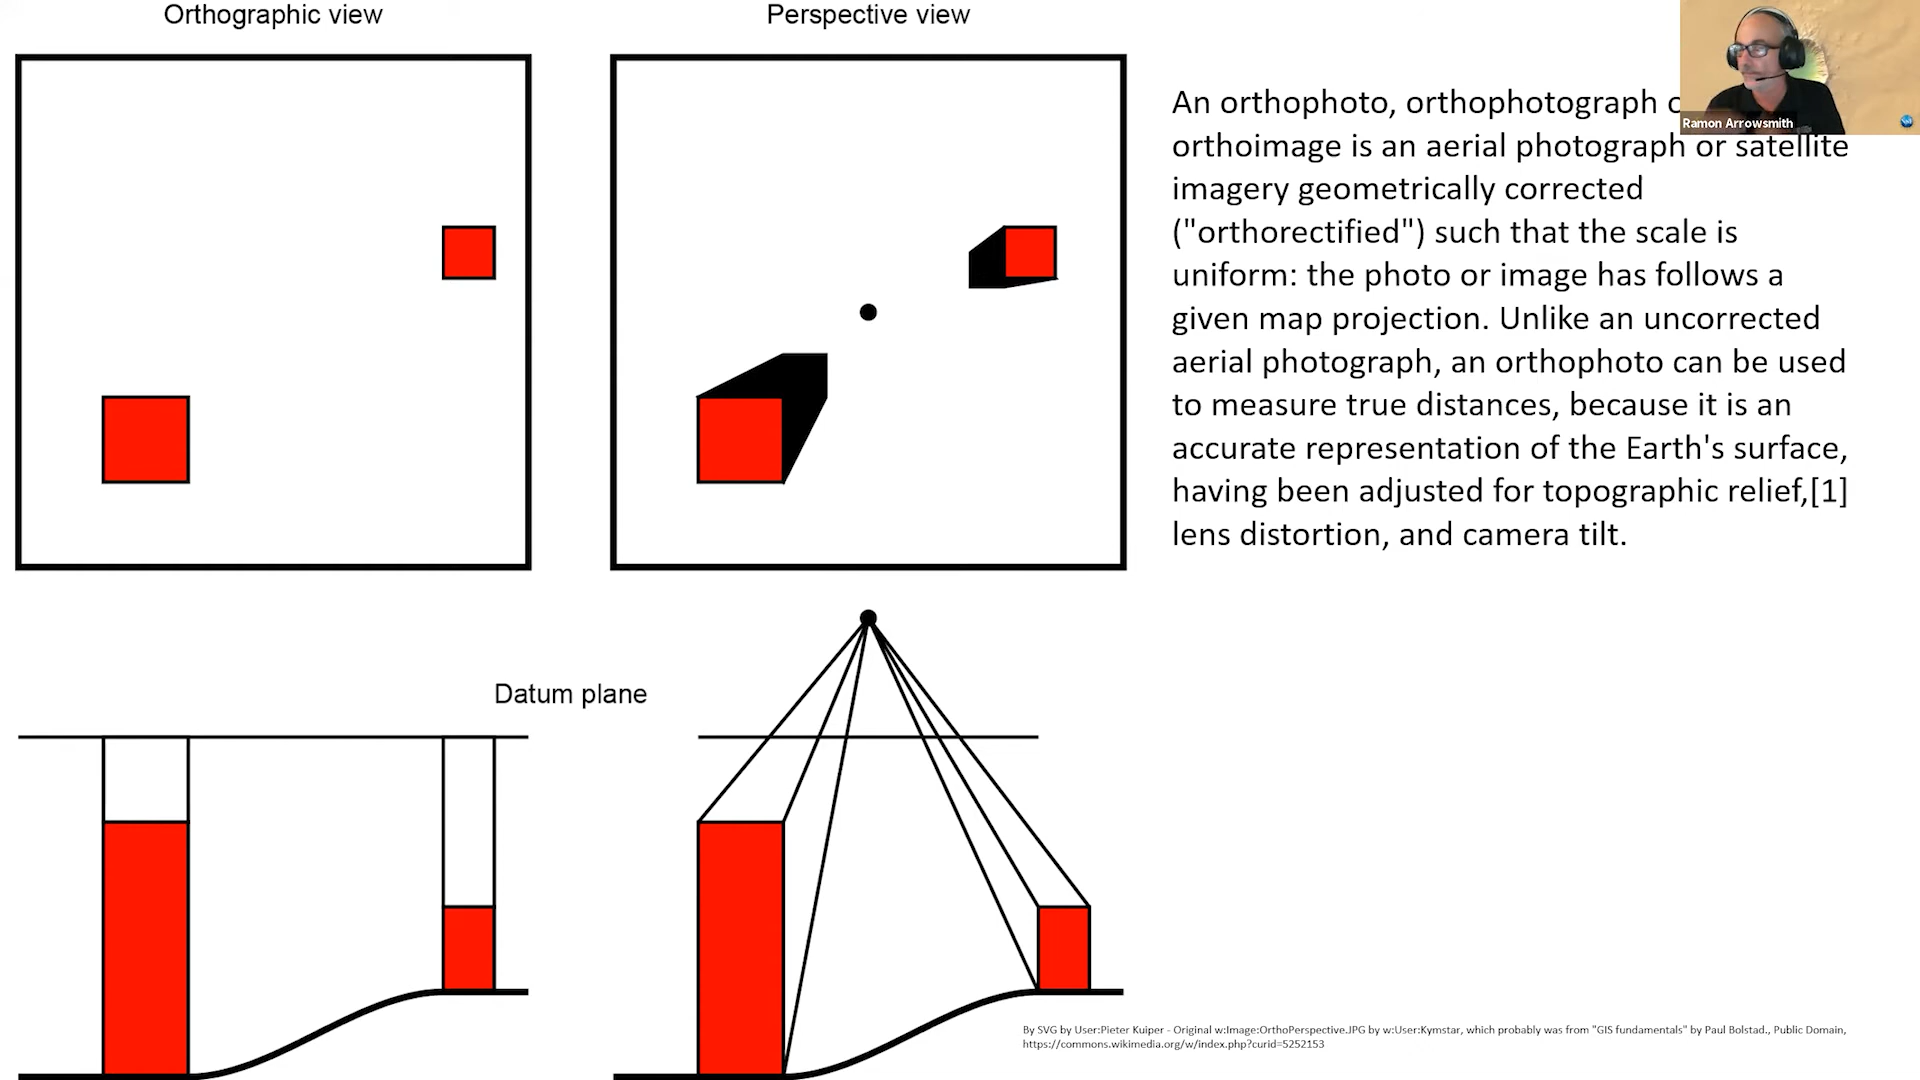 Orthographic view
Perspective view
An orthophoto, orthophotograph
orthoimage is an aerial photograph or satellite
imagery geometrically corrected
("orthorectified") such that the scale is
uniform: the photo or image has follows a
given map projection. Unlike an uncorrected
aerial photograph, an orthophoto can be used
to measure true distances, because it is an
accurate representation of the Earth's surface,
having been adjusted for topographic relief,[1]
lens distortion, and camera tilt.
Ramon Arrowsmith
Datum plane
By SVG by User:Pieter Kuiper - Original w:Image:OrthoPerspective.JPG by w:User:Kymstar, which probably was from "GIS fundamentals" by Paul Bolstad., Public Domain,
https://commons.wikimedia.org/w/index.php?curid=5252153